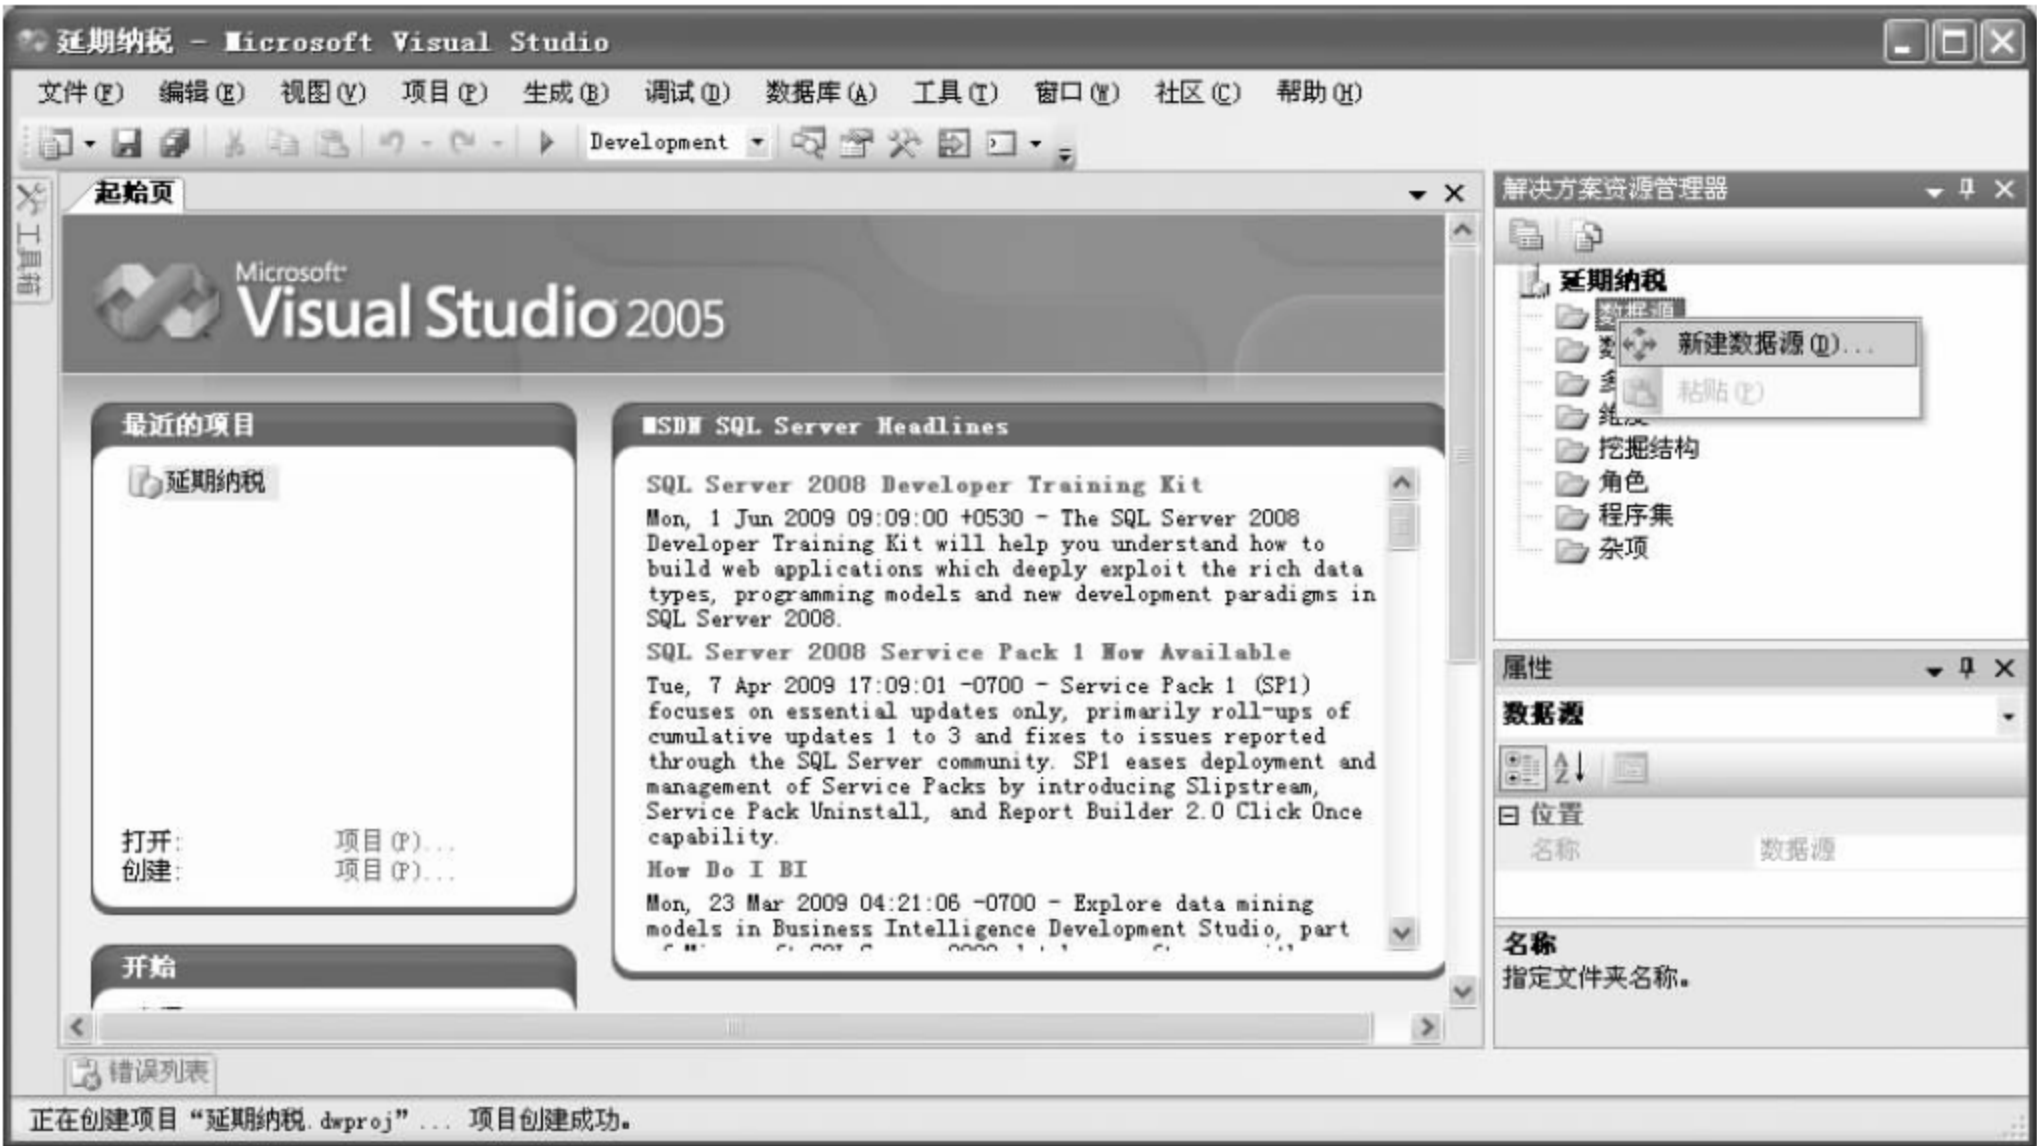 延期纳税 - Microsoft Visual Studio
文件(F) 编辑(E) 视图(V) 项目(P) 生成(B) 调试(D) 数据库(A) 工具(T) 窗口(W) 社区(C) 帮助(H)
Development
工具箱
起始页
Microsoft
Visual Studio 2005
最近的项目
延期纳税
打开: 项目(P)...
创建: 项目(P)...
开始
MSDN SQL Server Headlines
SQL Server 2008 Developer Training Kit
Mon, 1 Jun 2009 09:09:00 +0530 - The SQL Server 2008
Developer Training Kit will help you understand how to
build web applications which deeply exploit the rich data
types, programming models and new development paradigms in
SQL Server 2008.
SQL Server 2008 Service Pack 1 Now Available
Tue, 7 Apr 2009 17:09:01 -0700 - Service Pack 1 (SP1)
focuses on essential updates only, primarily roll-ups of
cumulative updates 1 to 3 and fixes to issues reported
through the SQL Server community. SP1 eases deployment and
management of Service Packs by introducing Slipstream,
Service Pack Uninstall, and Report Builder 2.0 Click Once
capability.
How Do I BI
Mon, 23 Mar 2009 04:21:06 -0700 - Explore data mining
models in Business Intelligence Development Studio, part
解决方案资源管理器
延期纳税
数据源
新建数据源(D)...
粘贴(P)
维度
挖掘结构
角色
程序集
杂项
属性
数据源
位置
名称 数据源
名称
指定文件夹名称。
错误列表
正在创建项目“延期纳税.dwproj”... 项目创建成功。